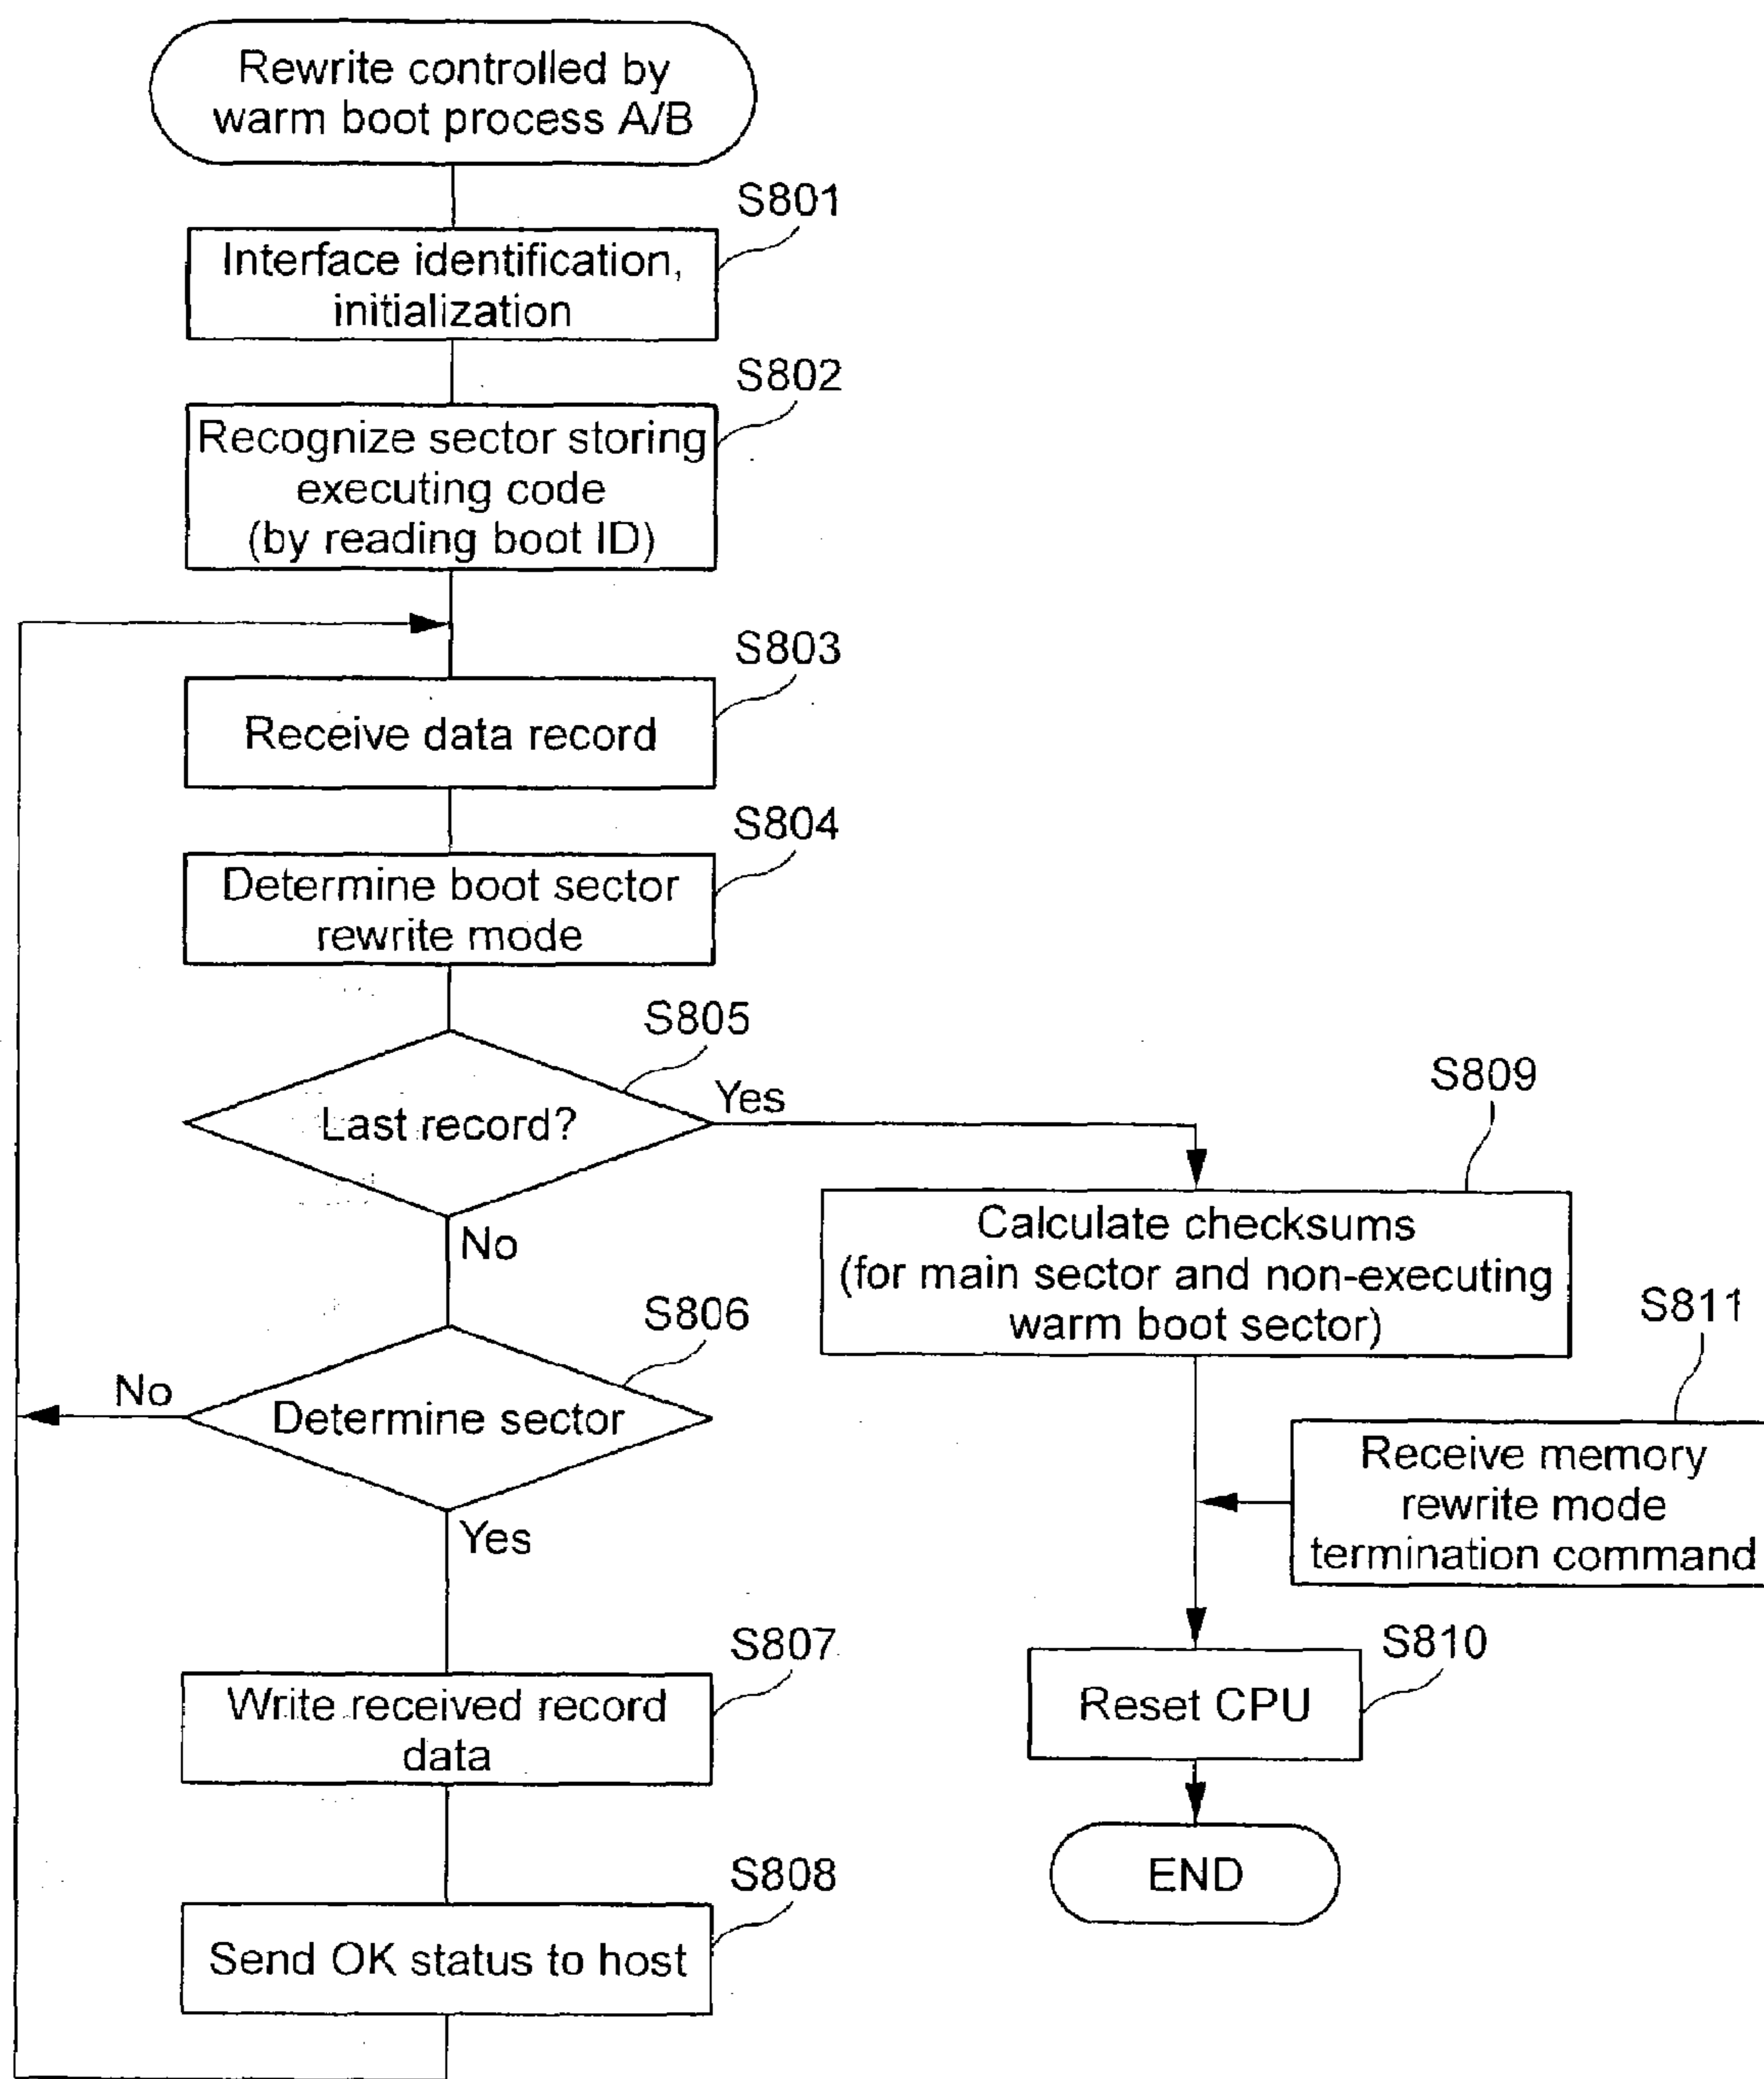 Rewrite controlled by
warm boot process A/B
S801
Interface identification,
initialization
S802
Recognize sector storing
executing code
(by reading boot ID)
S803
Receive data record
S804
Determine boot sector
rewrite mode
S805
Last record?
Yes
No
S806
Determine sector
No
Yes
S807
Write received record
data
S808
Send OK status to host
S809
Calculate checksums
(for main sector and non-executing
warm boot sector)
S811
Receive memory
rewrite mode
termination command
S810
Reset CPU
END